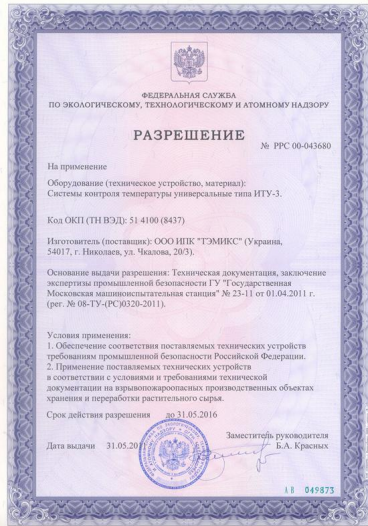 ФЕДЕРАЛЬНАЯ СЛУЖБА
ПО ЭКОЛОГИЧЕСКОМУ, ТЕХНОЛОГИЧЕСКОМУ И АТОМНОМУ НАДЗОРУ
РАЗРЕШЕНИЕ
№ РРС 00-043680
На применение
Оборудование (техническое устройство, материал):
Системы контроля температуры универсальные типа ИТУ-3.
Код ОКП (ТН ВЭД): 51 4100 (8437)
Изготовитель (поставщик): ООО ИПК "ТЭМИКС" (Украина,
54017, г. Николаев, ул. Чкалова, 20/3).
Основание выдачи разрешения: Техническая документация, заключение
экспертизы промышленной безопасности ГУ "Государственная
Московская машиноиспытательная станция" № 23-11 от 01.04.2011 г.
(рег. № 08-ТУ-(РС)0320-2011).
Условия применения:
1. Обеспечение соответствия поставляемых технических устройств
требованиям промышленной безопасности Российской Федерации.
2. Применение поставляемых технических устройств
в соответствии с условиями и требованиями технической
документации на взрывопожароопасных производственных объектах
хранения и переработки растительного сырья.
Срок действия разрешения до 31.05.2016
Заместитель руководителя
Дата выдачи 31.05.20 Б.А. Красных
АВ 049873